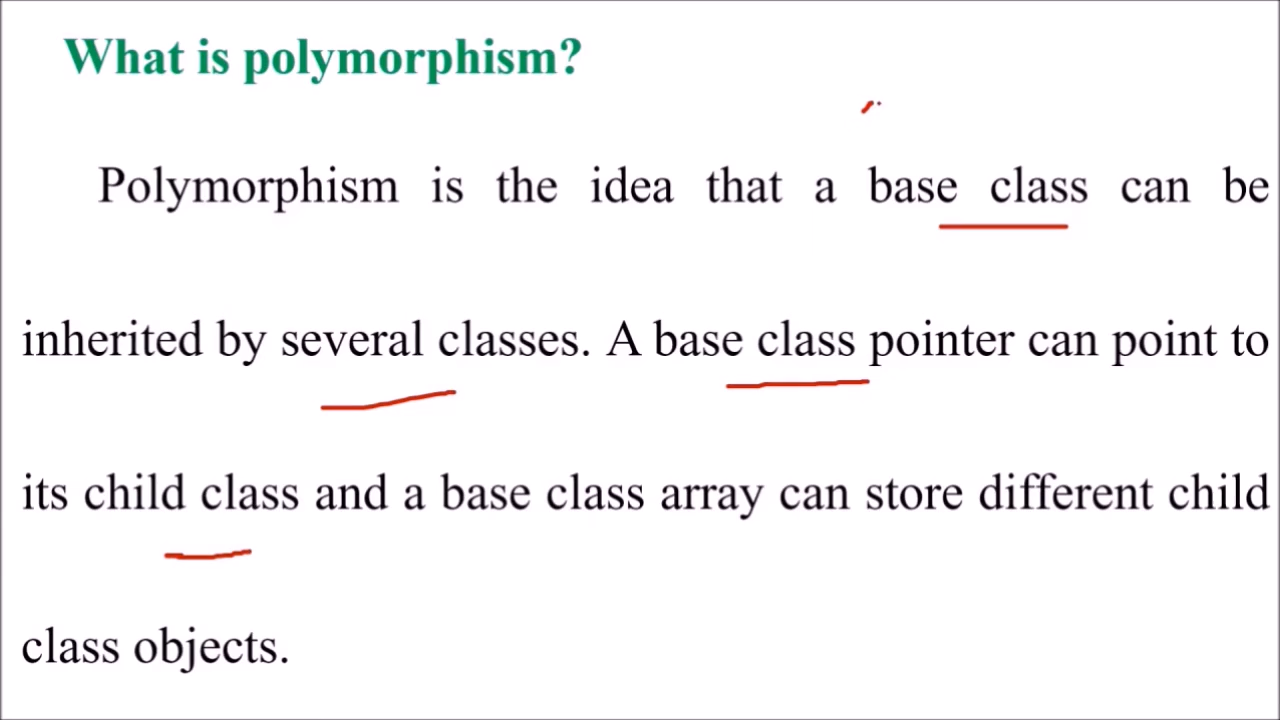 What is polymorphism?
Polymorphism is the idea that a base class can be
inherited by several classes. A base class pointer can point to
its child class and a base class array can store different child
class objects.